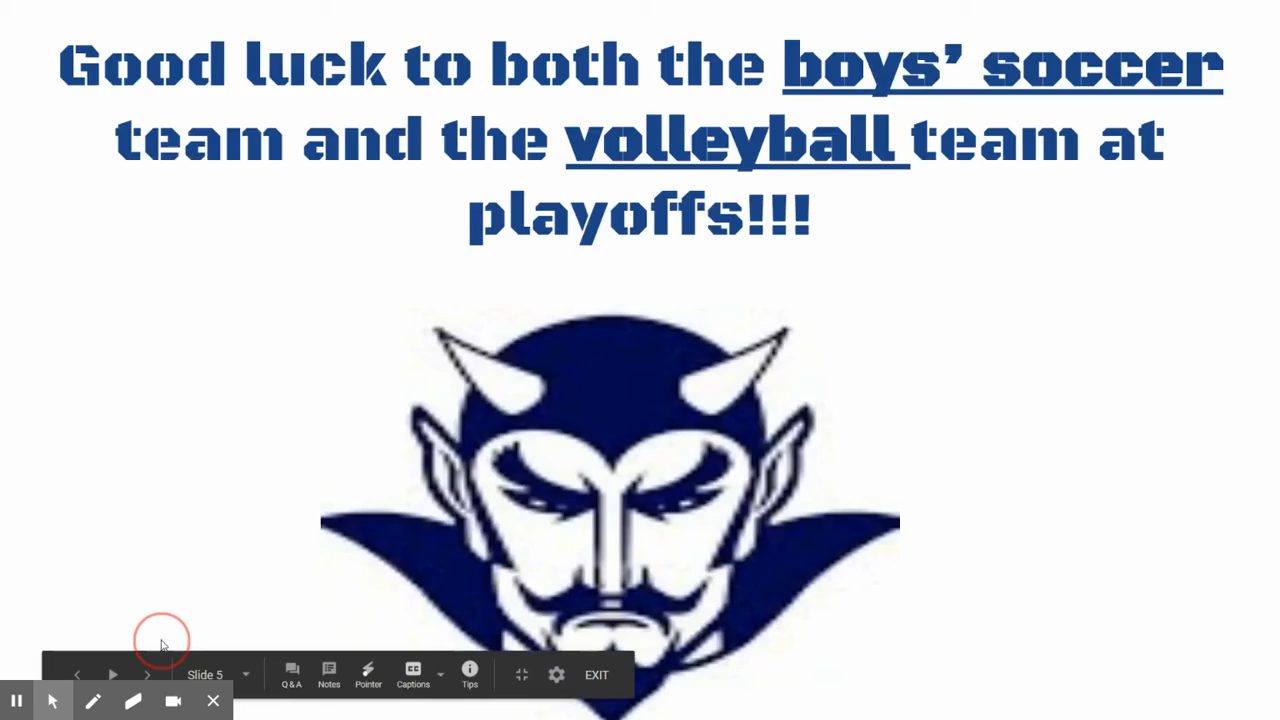 Good luck to both the boys’ soccer
team and the volleyball team at
playoffs!!!
Slide 5
Q & A
Notes
Pointer
CC
Captions
Tips
EXIT